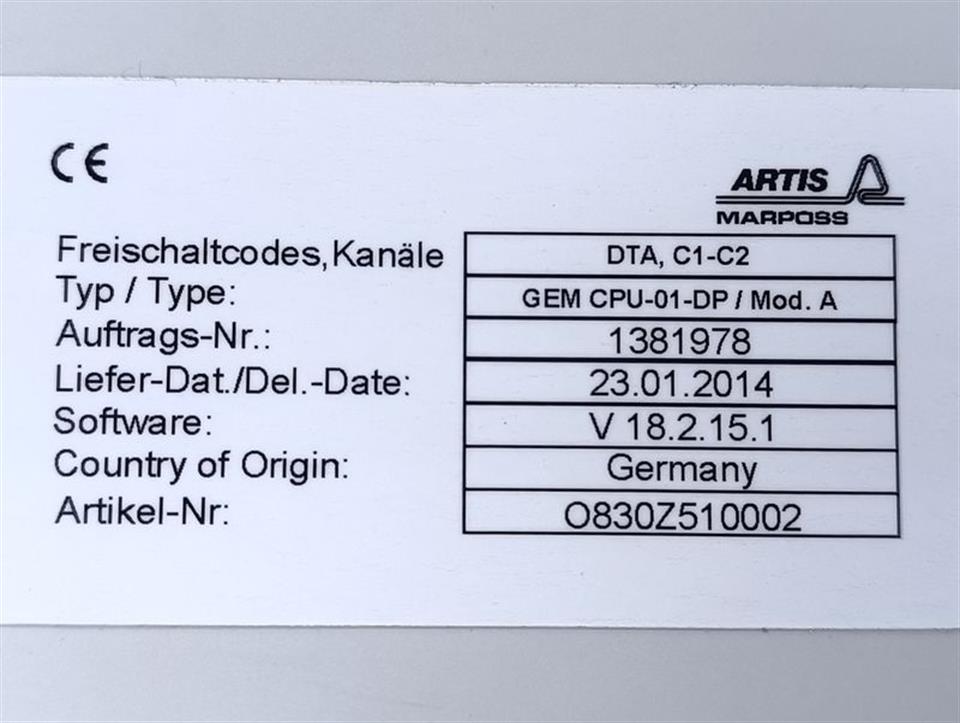 CE
ARTIS
MARPOSS
Freischaltcodes,Kanäle DTA, C1-C2
Typ / Type: GEM CPU-01-DP / Mod. A
Auftrags-Nr.: 1381978
Liefer-Dat./Del.-Date: 23.01.2014
Software: V 18.2.15.1
Country of Origin: Germany
Artikel-Nr: O830Z510002